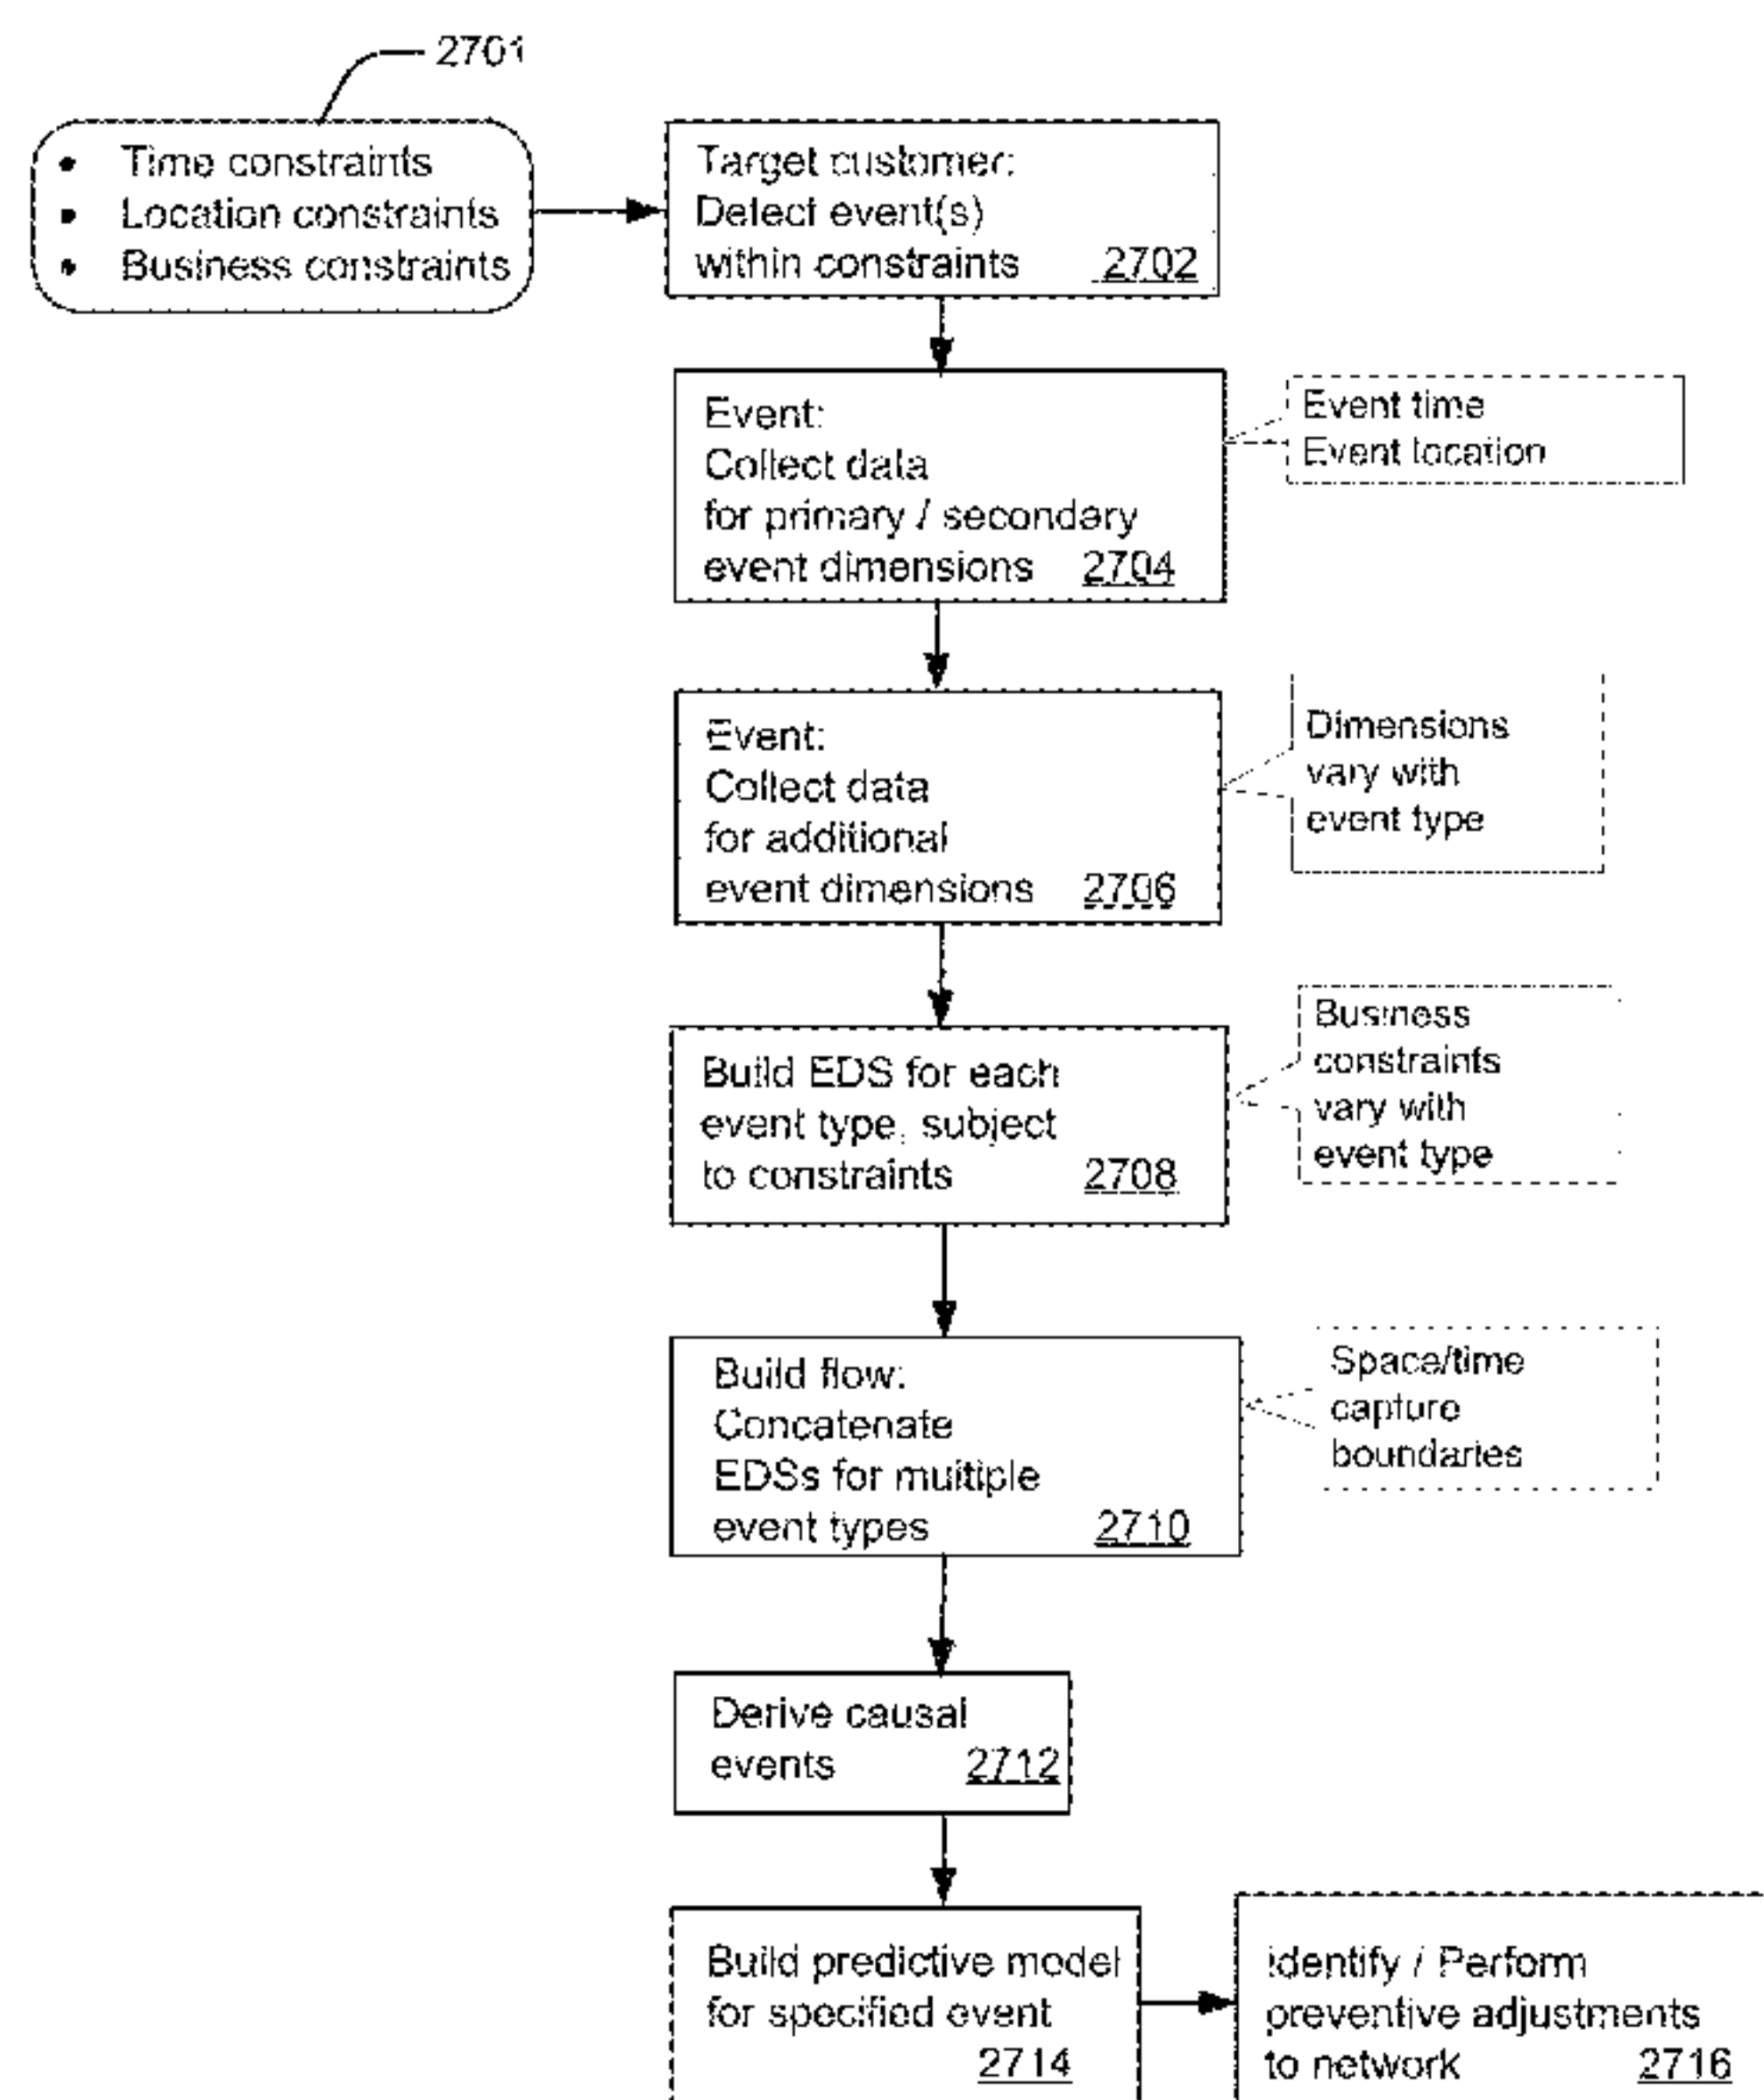 2701
• Time constraints
• Location constraints
• Business constraints
Target customer:
Detect event(s)
within constraints 2702
Event:
Collect data
for primary / secondary
event dimensions 2704
Event time
Event location
Event:
Collect data
for additional
event dimensions 2706
Dimensions
vary with
event type
Build EDS for each
event type, subject
to constraints 2708
Business
constraints
vary with
event type
Build flow:
Concatenate
EDSs for multiple
event types 2710
Space/time
capture
boundaries
Derive causal
events 2712
Build predictive model
for specified event
2714
Identify / Perform
preventive adjustments
to network 2716